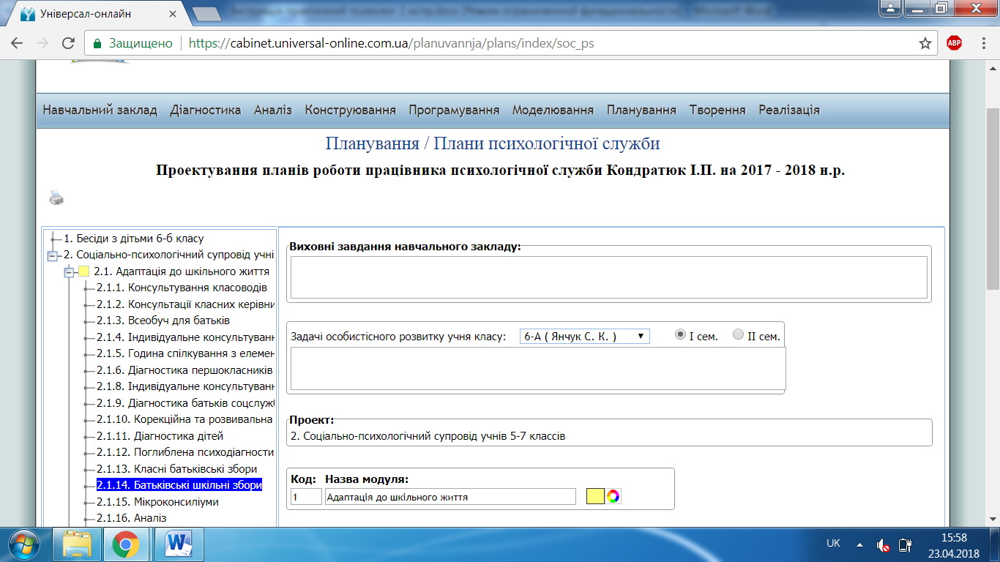 Універсал-онлайн
Защищено
https://cabinet.universal-online.com.ua/planuvannja/plans/index/soc_ps
ABP
Навчальний заклад Діагностика Аналіз Конструювання Програмування Моделювання Планування Творення Реалізація
Планування / Плани психологічної служби
Проектування планів роботи працівника психологічної служби Кондратюк І.П. на 2017 - 2018 н.р.
1. Бесіди з дітьми 6-б класу
2. Соціально-психологічний супровід учні
2.1. Адаптація до шкільного життя
2.1.1. Консультування класоводів
2.1.2. Консультації класних керівни
2.1.3. Всеобуч для батьків
2.1.4. Індивідуальне консультуванн
2.1.5. Година спілкування з елемен
2.1.6. Діагностика першокласників
2.1.8. Індивідуальне консультуванн
2.1.9. Діагностика батьків соцслужб
2.1.10. Корекційна та розвивальна
2.1.11. Діагностика дітей
2.1.12. Поглиблена психодіагности
2.1.13. Класні батьківські збори
2.1.14. Батьківські шкільні збори
2.1.15. Мікроконсиліуми
2.1.16. Аналіз
Виховні завдання навчального закладу:
Задачі особистісного розвитку учня класу: 6-А ( Янчук С. К. ) І сем. ІІ сем.
Проект:
2. Соціально-психологічний супровід учнів 5-7 классів
Код: Назва модуля:
1 Адаптація до шкільного життя
UK
15:58
23.04.2018